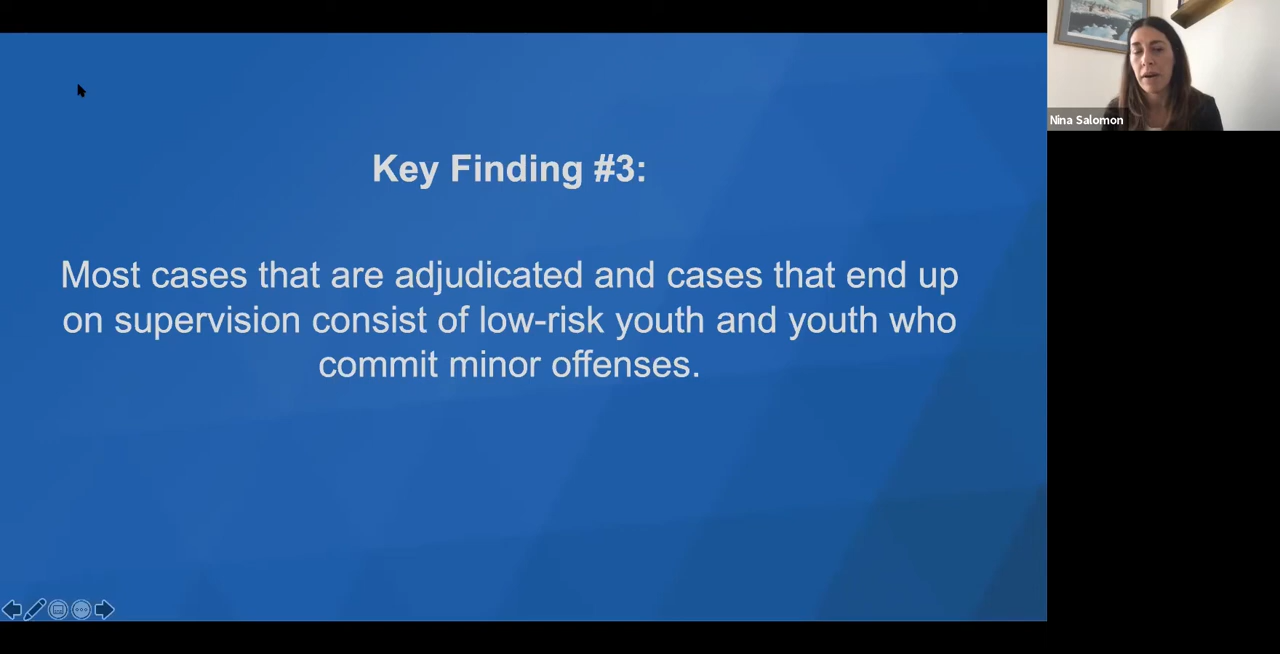 Key Finding #3:
Most cases that are adjudicated and cases that end up
on supervision consist of low-risk youth and youth who
commit minor offenses.
Nina Salomon